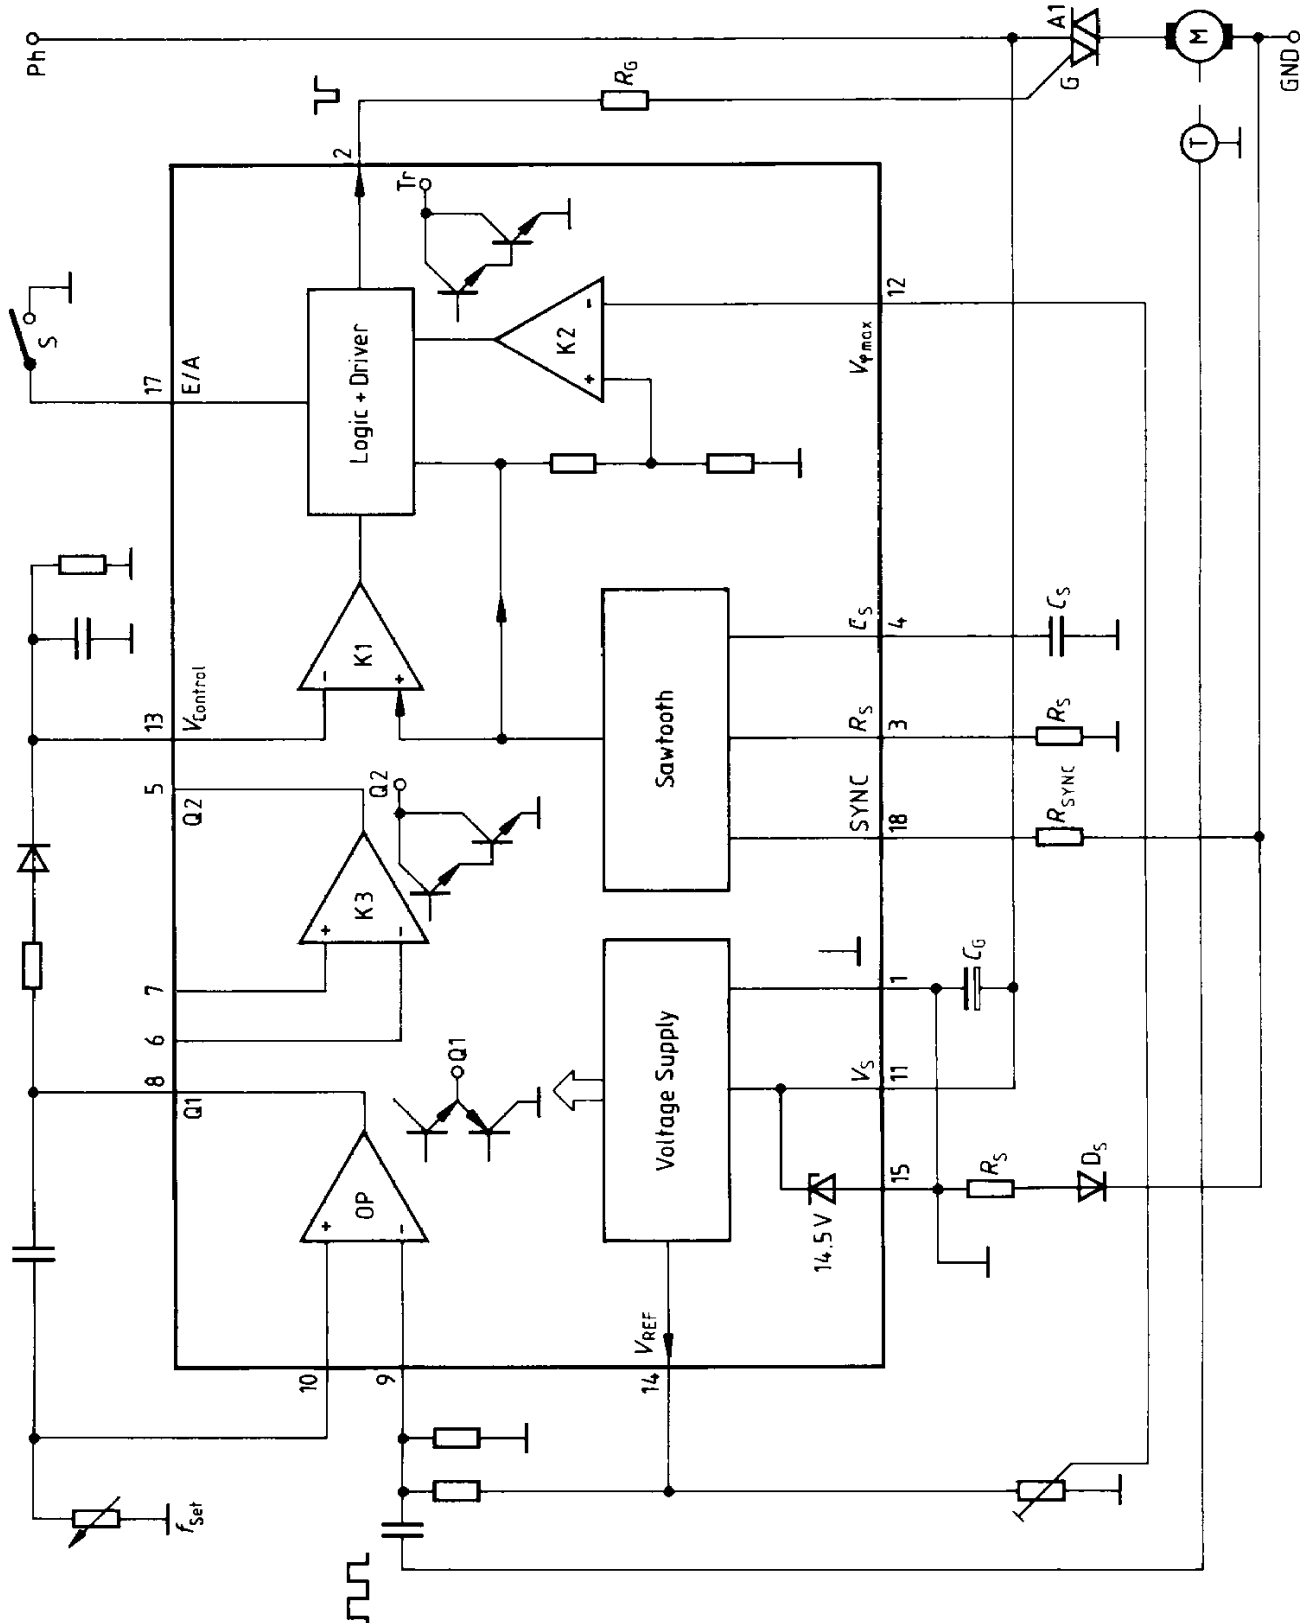 Ph
A1
G
R_G
M
GND
T
2
Tr
S
17
E/A
Logic + Driver
K2
+
-
12
V_φmax
13
V_Control
K1
-
+
5
Q2
K3
+
-
Q2
7
6
Sawtooth
C_S
4
C_S
R_S
3
R_S
SYNC
18
R_SYNC
8
Q1
OP
+
-
Q1
Voltage Supply
1
C_G
V_S
11
15
14.5 V
R_S
D_S
V_REF
14
10
9
f_Set